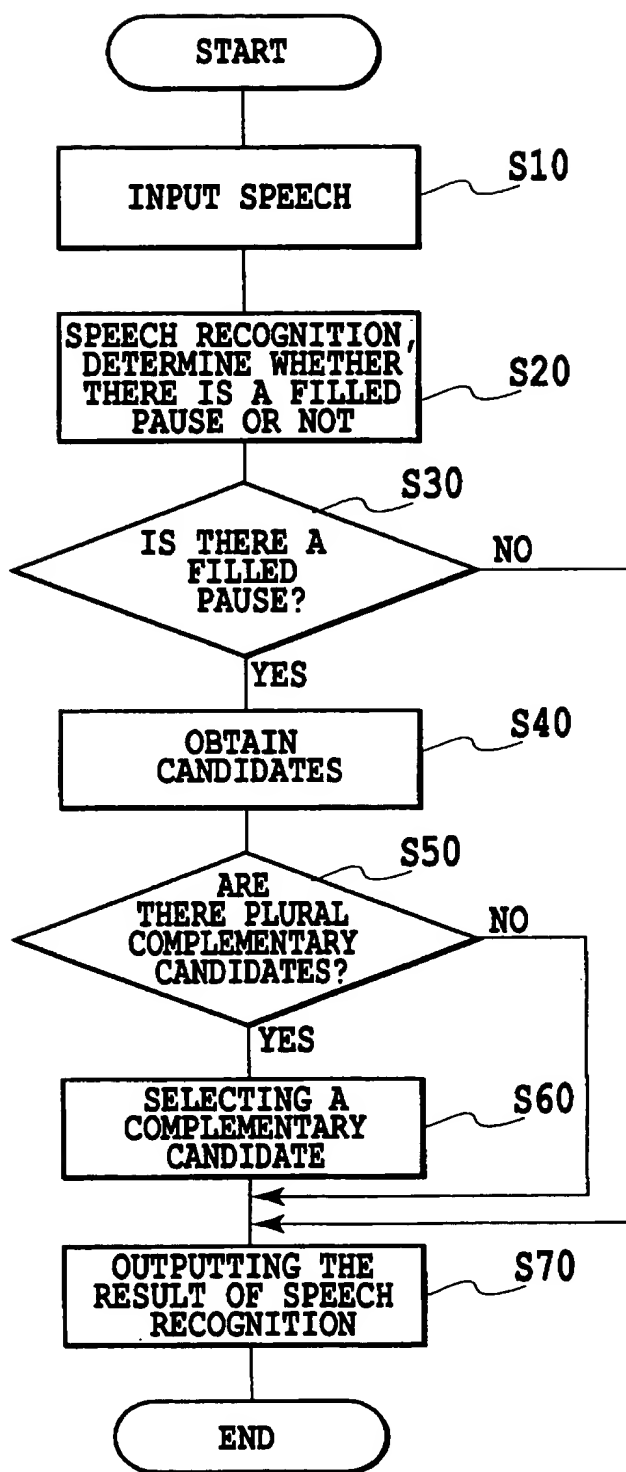 START
INPUT SPEECH
S10
SPEECH RECOGNITION,
DETERMINE WHETHER
THERE IS A FILLED
PAUSE OR NOT
S20
S30
IS THERE A
FILLED
PAUSE?
NO
YES
OBTAIN
CANDIDATES
S40
S50
ARE
THERE PLURAL
COMPLEMENTARY
CANDIDATES?
NO
YES
SELECTING A
COMPLEMENTARY
CANDIDATE
S60
OUTPUTTING THE
RESULT OF SPEECH
RECOGNITION
S70
END